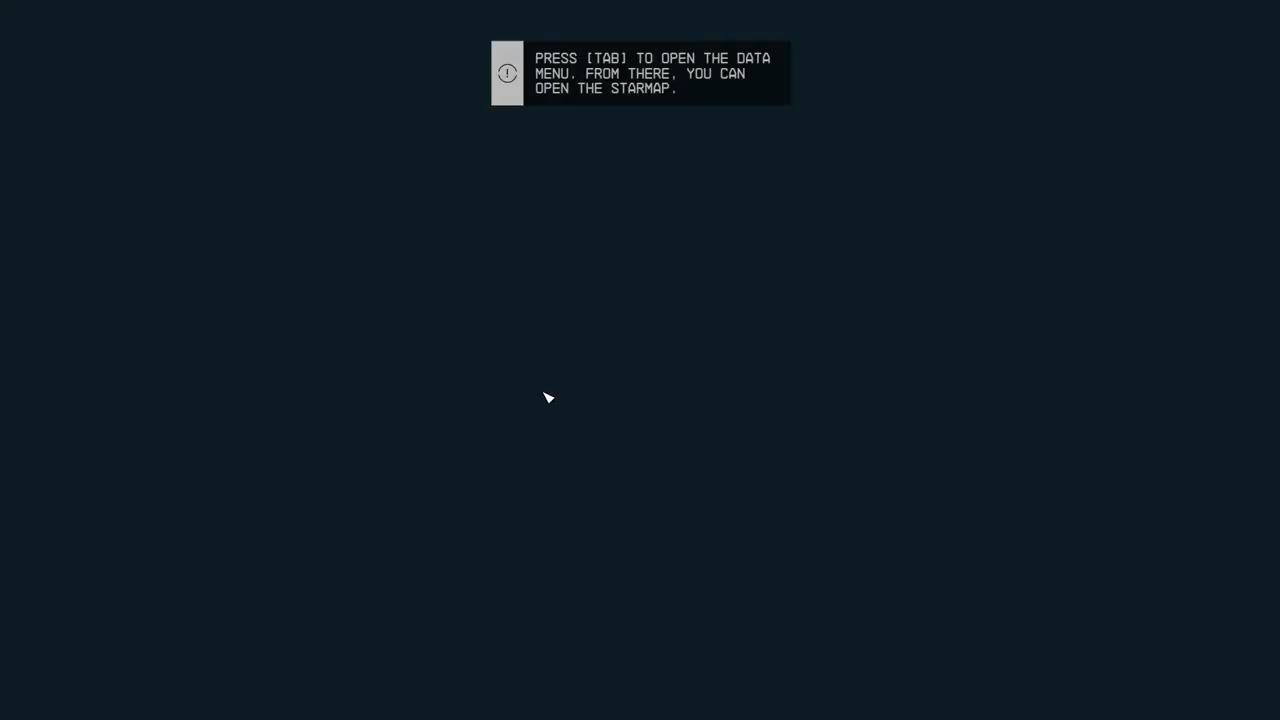 PRESS [TAB] TO OPEN THE DATA
MENU. FROM THERE, YOU CAN
OPEN THE STARMAP.